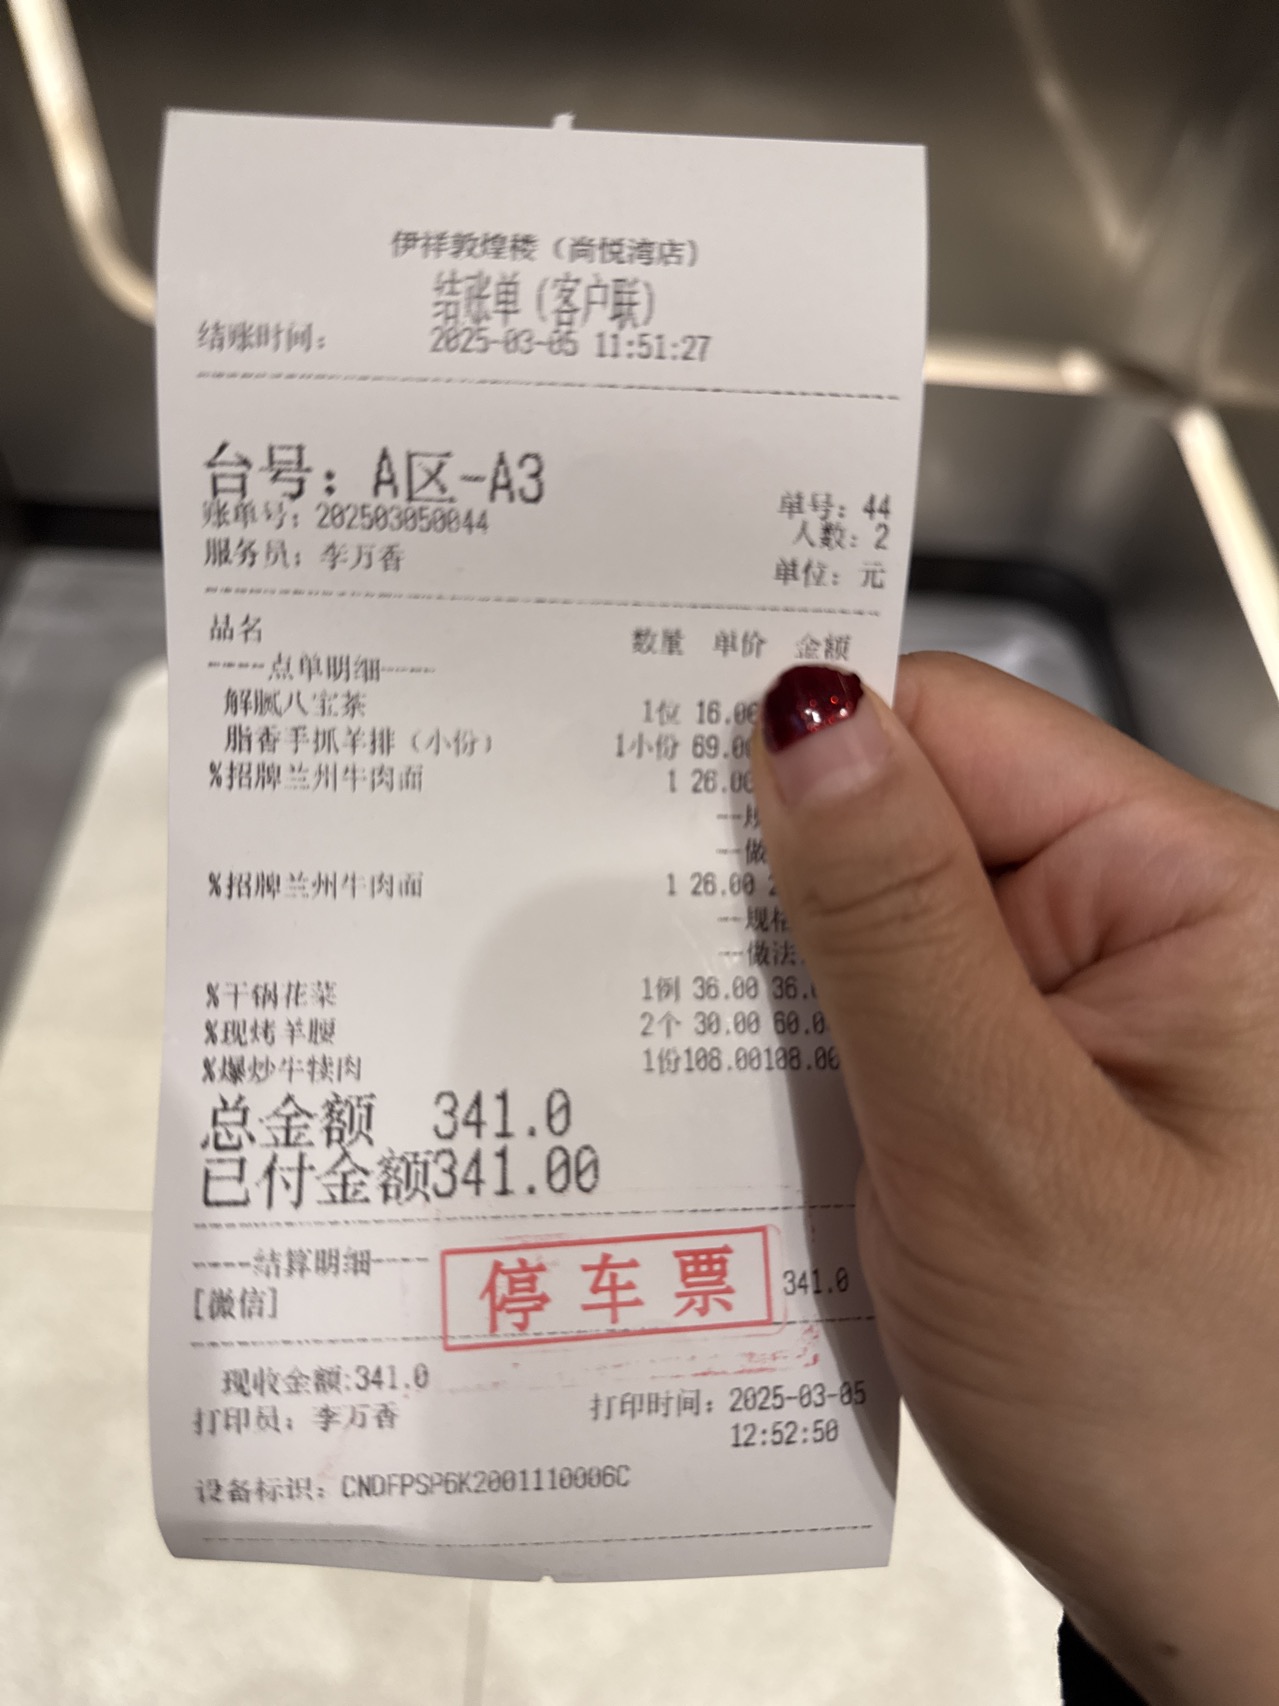 伊祥敦煌楼（尚悦湾店）
结账单（客户联）
结账时间： 2025-03-05 11:51:27
台号：A区-A3
账单号：202503050044 单号：44
人数：2
服务员：李万香 单位：元
品名 数量 单价 金额
----点单明细----
解腻八宝茶 1位 16.00
脂香手抓羊排（小份） 1小份 69.00
%招牌兰州牛肉面 1 26.00
--做
%招牌兰州牛肉面 1 26.00
--规格
--做法
%干锅花菜 1例 36.00 36.
%现烤羊腰 2个 30.00 60.0
%爆炒牛犊肉 1份108.00108.00
总金额 341.0
已付金额341.00
----结算明细----
[微信] 341.0
停车票
现收金额:341.0
打印员：李万香 打印时间：2025-03-05
12:52:50
设备标识：CNDFPSP6K2001110006C